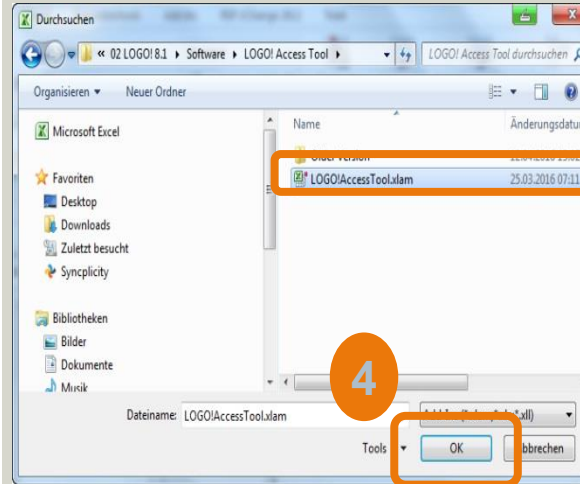 Durchsuchen
« 02 LOGO! 8.1 Software LOGO! Access Tool
LOGO! Access Tool durchsuchen
Organisieren Neuer Ordner
Microsoft Excel
Favoriten
Desktop
Downloads
Zuletzt besucht
Syncplicity
Bibliotheken
Bilder
Dokumente
Musik
Name Änderungsdatu
Older version
LOGO!AccessTool.xlam 25.03.2016 07:11
4
Dateiname: LOGO!AccessTool.xlam
Tools OK bbrechen